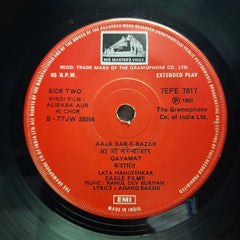 HIS MASTER'S VOICE
REGD. TRADE MARK OF THE GRAMOPHONE CO. LTD.
45 R.P.M.
EXTENDED PLAY
SIDE TWO
HINDI FILM:
ALIBABA AUR
40 CHOR
S-77JW 28598
7EPE 7617
Ⓟ 1980
The Gramophone
Co. of India Ltd.
AAJA SAR-E-BAZAR
आ जा सर-ए-बाज़ार
QAYAMAT
क़यामत
LATA MANGESHKAR
EAGLE FILMS
MUSIC: RAHUL DEV BURMAN
LYRICS: ANAND BAKSHI
EMI